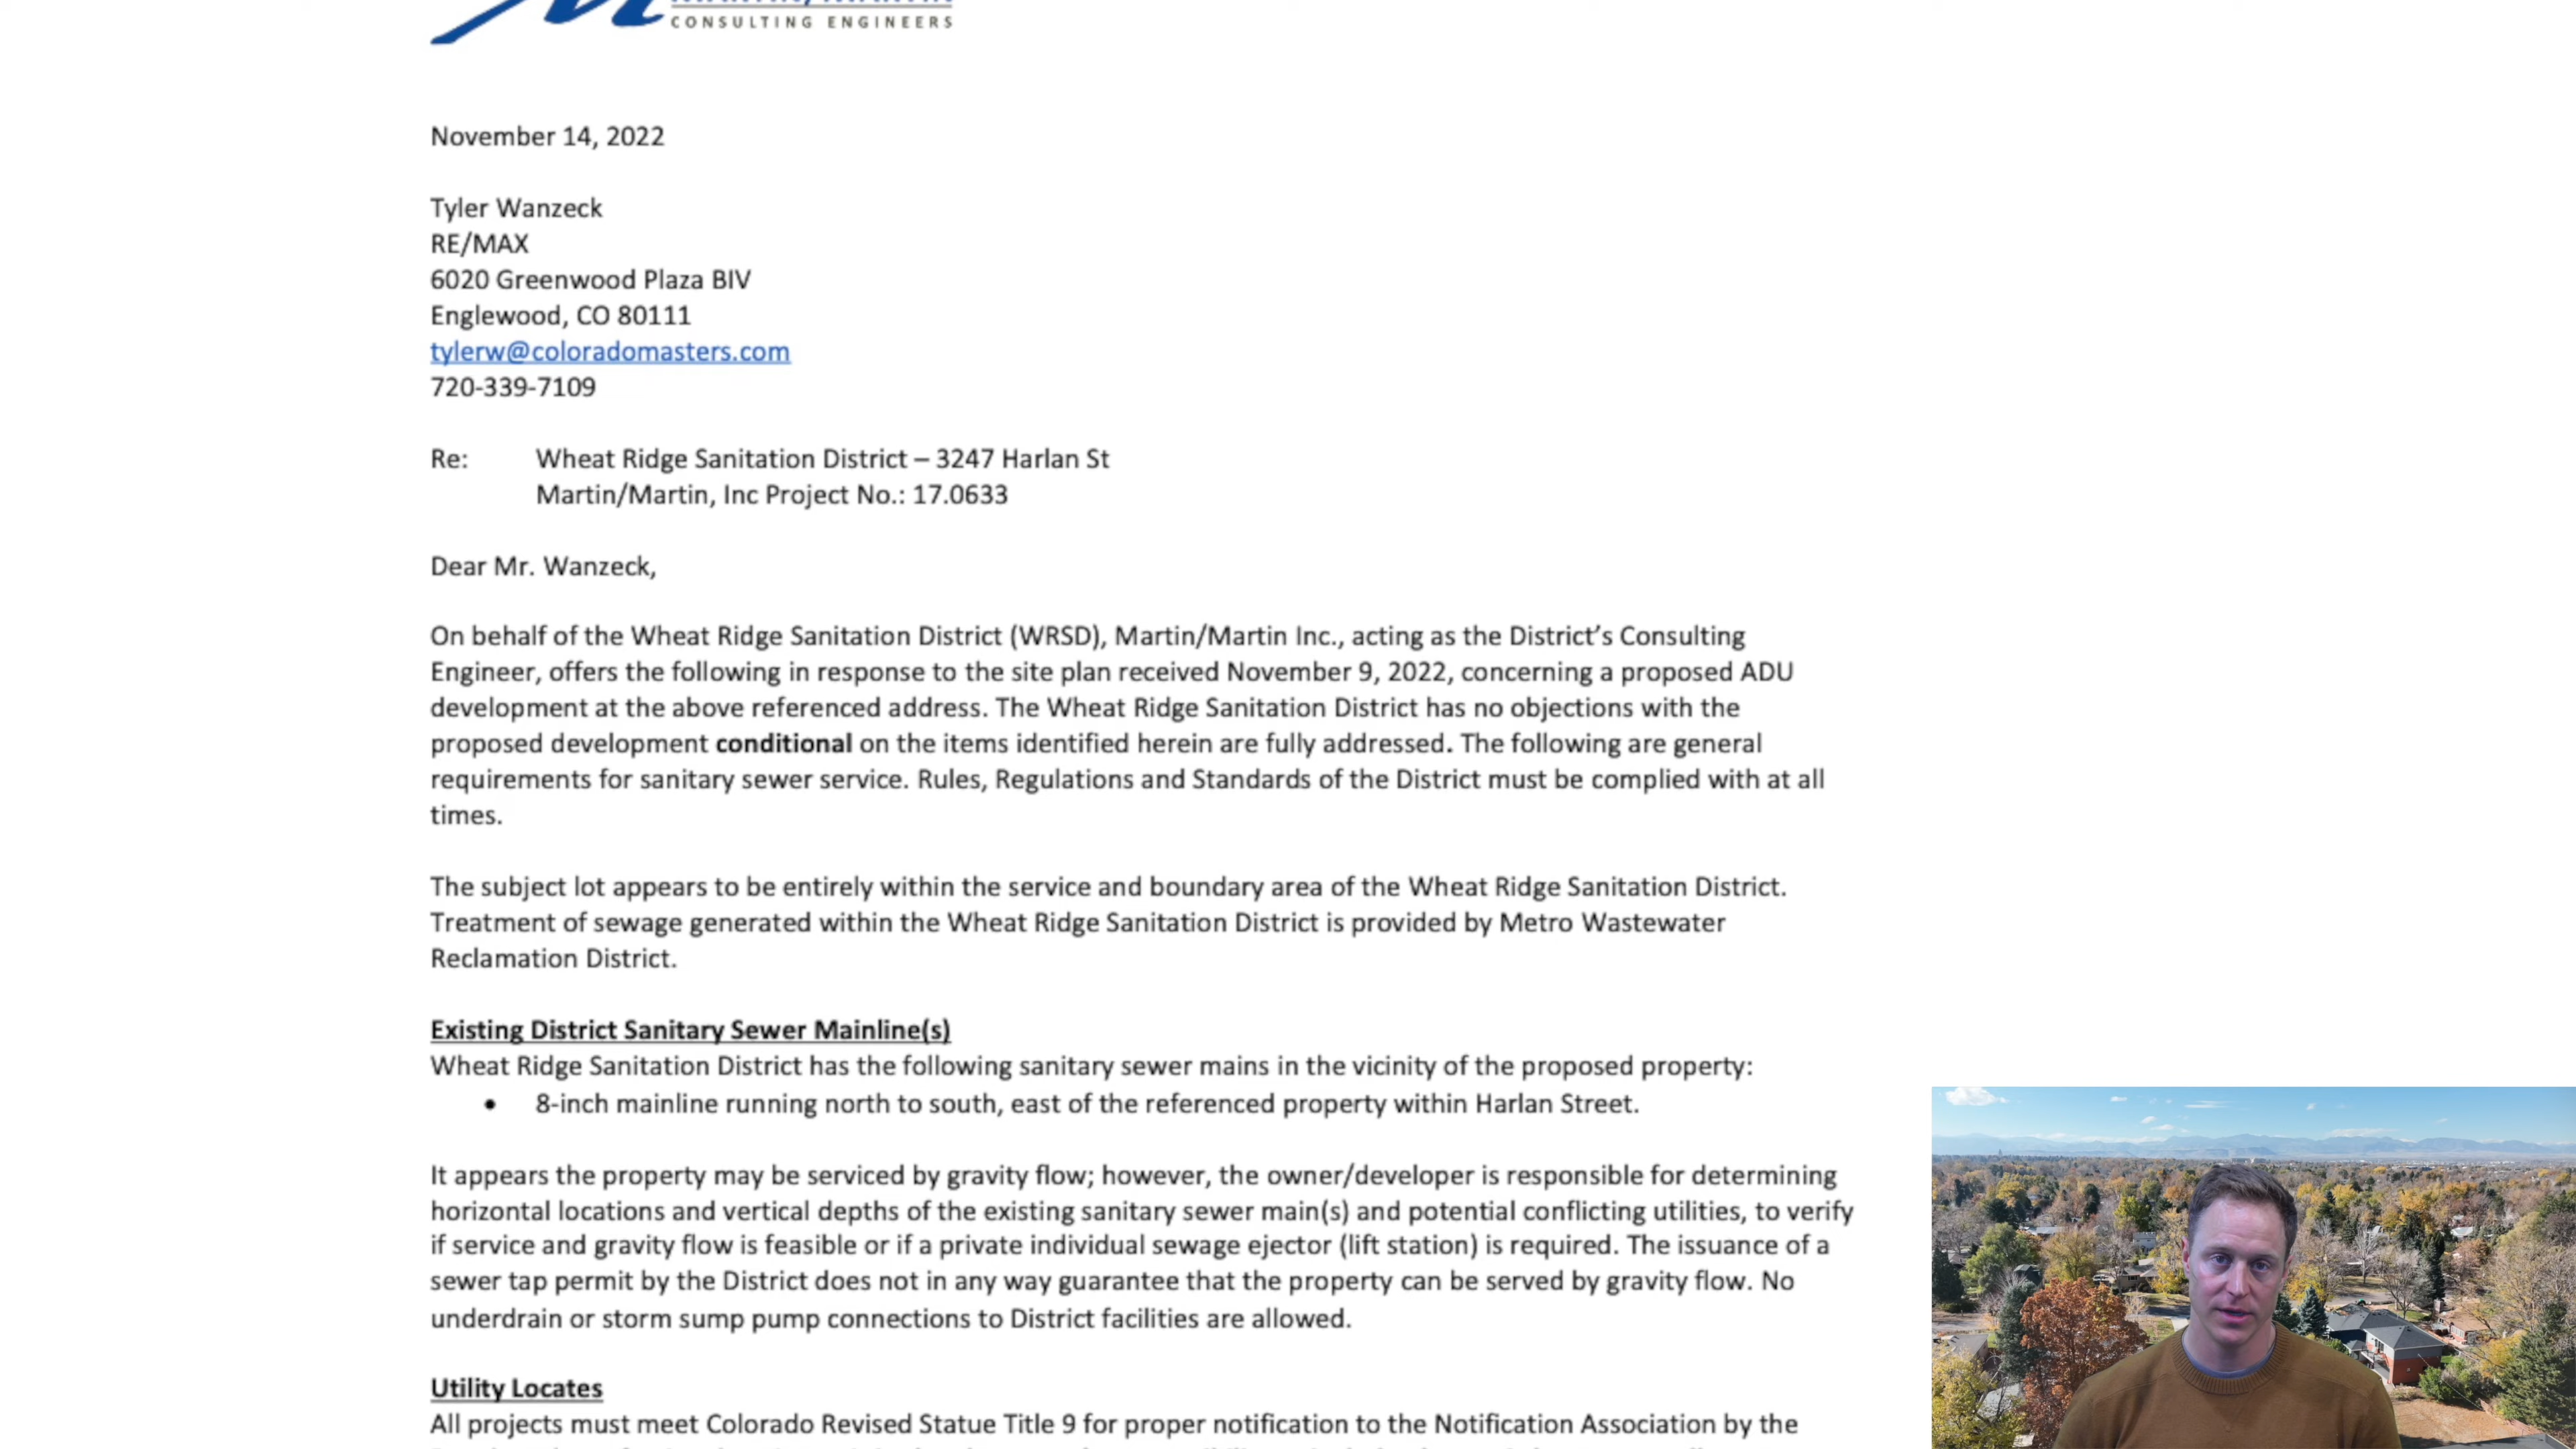 CONSULTING ENGINEERS
November 14, 2022
Tyler Wanzeck
RE/MAX
6020 Greenwood Plaza BlV
Englewood, CO 80111
tylerw@coloradomasters.com
720-339-7109
Re: Wheat Ridge Sanitation District – 3247 Harlan St
Martin/Martin, Inc Project No.: 17.0633
Dear Mr. Wanzeck,
On behalf of the Wheat Ridge Sanitation District (WRSD), Martin/Martin Inc., acting as the District’s Consulting
Engineer, offers the following in response to the site plan received November 9, 2022, concerning a proposed ADU
development at the above referenced address. The Wheat Ridge Sanitation District has no objections with the
proposed development conditional on the items identified herein are fully addressed. The following are general
requirements for sanitary sewer service. Rules, Regulations and Standards of the District must be complied with at all
times.
The subject lot appears to be entirely within the service and boundary area of the Wheat Ridge Sanitation District.
Treatment of sewage generated within the Wheat Ridge Sanitation District is provided by Metro Wastewater
Reclamation District.
Existing District Sanitary Sewer Mainline(s)
Wheat Ridge Sanitation District has the following sanitary sewer mains in the vicinity of the proposed property:
• 8-inch mainline running north to south, east of the referenced property within Harlan Street.
It appears the property may be serviced by gravity flow; however, the owner/developer is responsible for determining
horizontal locations and vertical depths of the existing sanitary sewer main(s) and potential conflicting utilities, to verify
if service and gravity flow is feasible or if a private individual sewage ejector (lift station) is required. The issuance of a
sewer tap permit by the District does not in any way guarantee that the property can be served by gravity flow. No
underdrain or storm sump pump connections to District facilities are allowed.
Utility Locates
All projects must meet Colorado Revised Statue Title 9 for proper notification to the Notification Association by the